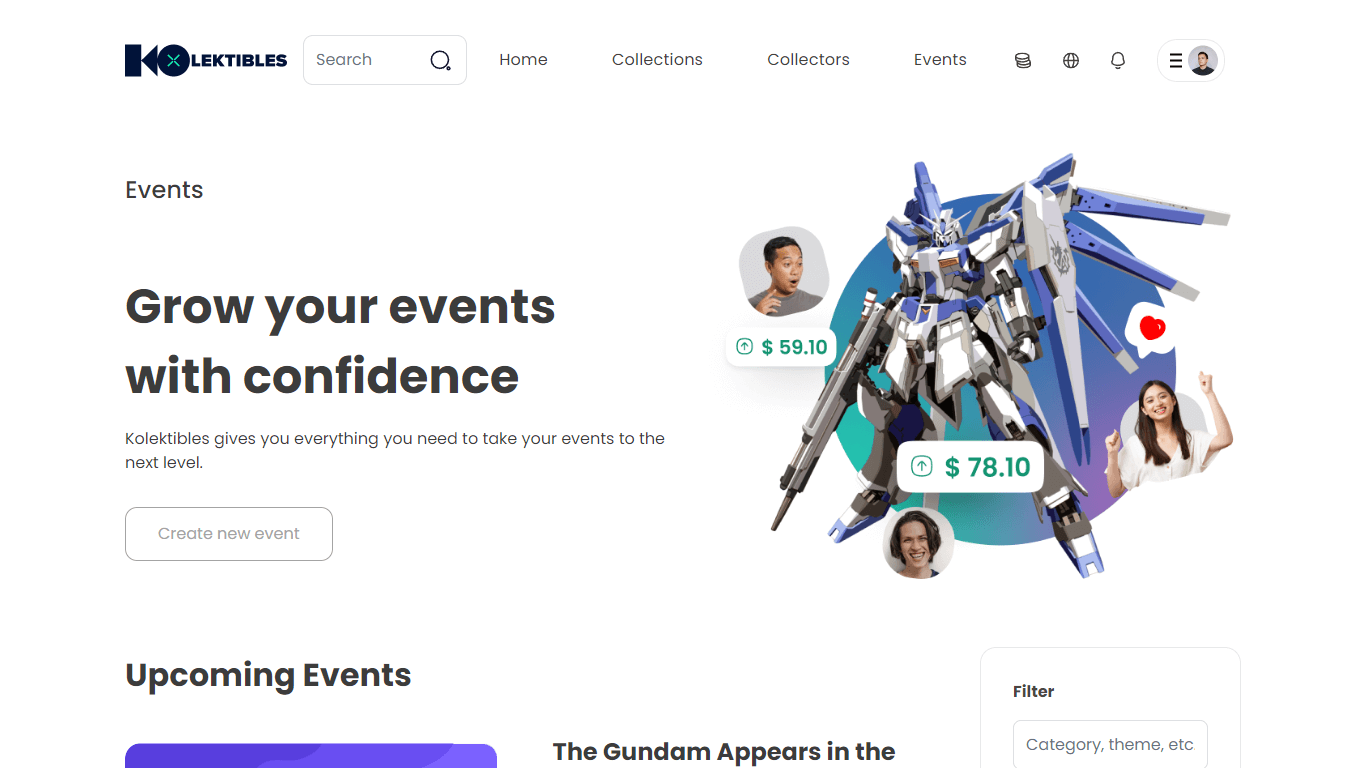 KOLEKTIBLES
Search
Home
Collections
Collectors
Events
Events
Grow your events
with confidence
$ 59.10
Kolektibles gives you everything you need to take your events to the
next level.
$ 78.10
Create new event
Upcoming Events
Filter
Category, theme, etc
The Gundam Appears in the